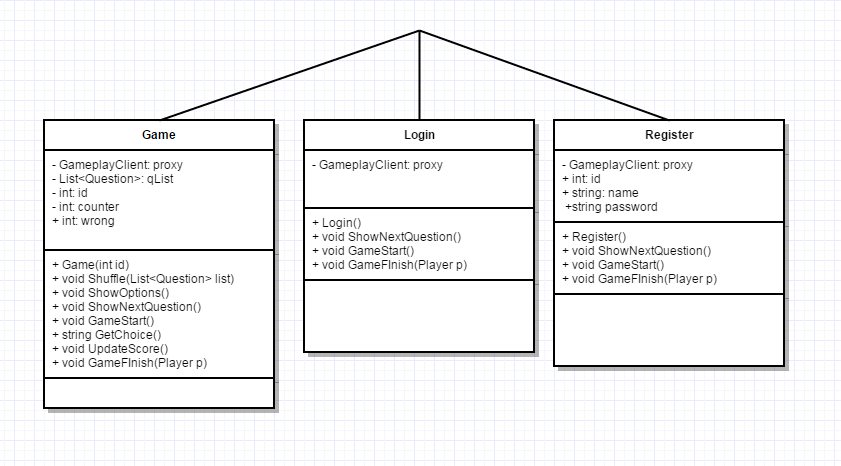 Game
- GameplayClient: proxy
- List<Question>: qList
- int: id
- int: counter
+ int: wrong
+ Game(int id)
+ void Shuffle(List<Question> list)
+ void ShowOptions()
+ void ShowNextQuestion()
+ void GameStart()
+ string GetChoice()
+ void UpdateScore()
+ void GameFInish(Player p)
Login
- GameplayClient: proxy
+ Login()
+ void ShowNextQuestion()
+ void GameStart()
+ void GameFInish(Player p)
Register
- GameplayClient: proxy
+ int: id
+ string: name
+string password
+ Register()
+ void ShowNextQuestion()
+ void GameStart()
+ void GameFInish(Player p)